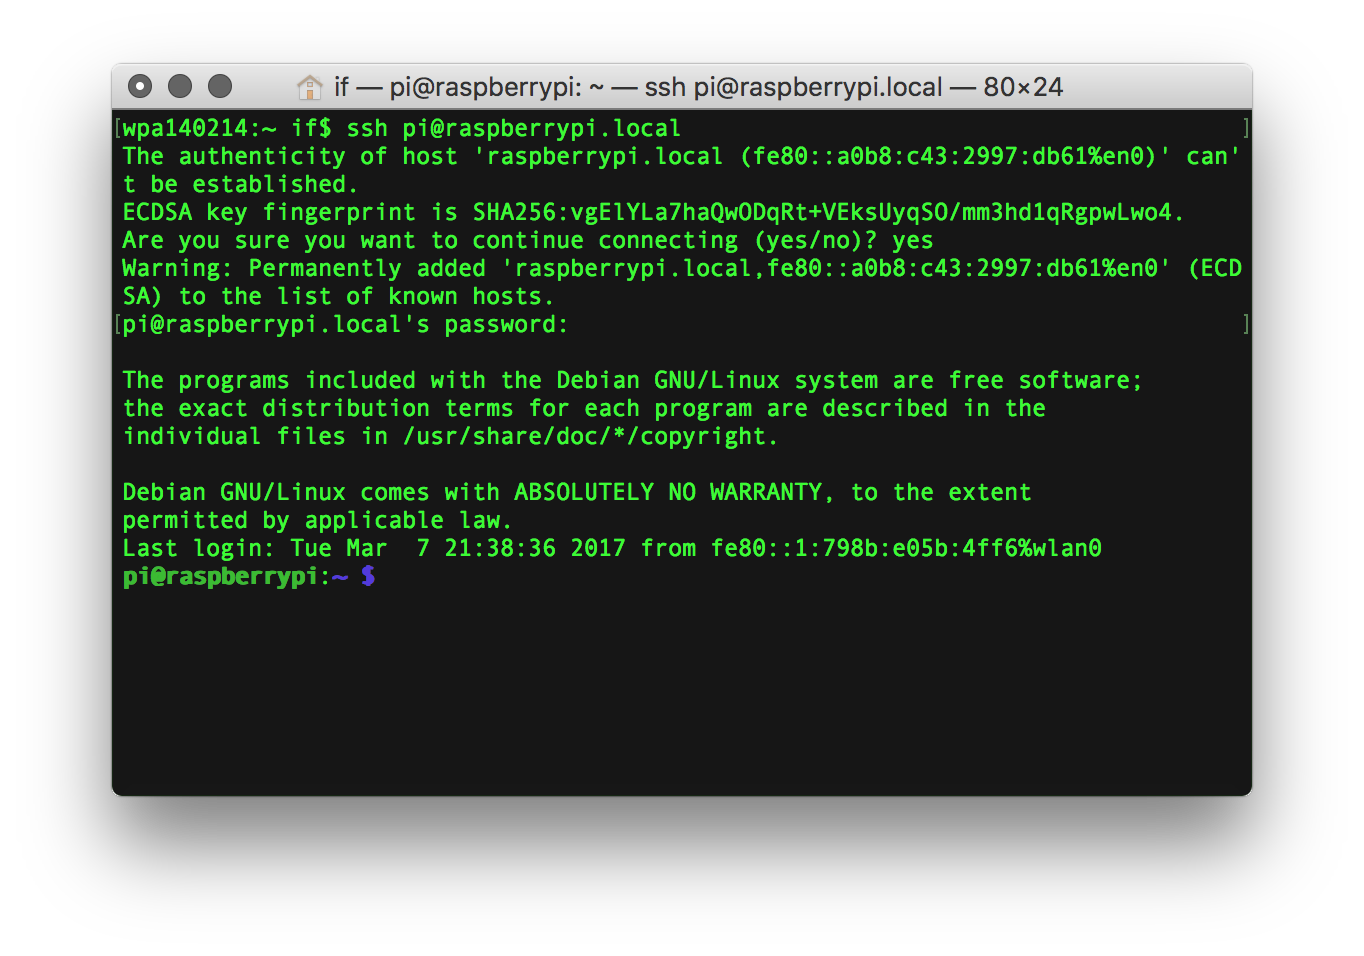 if — pi@raspberrypi: ~ — ssh pi@raspberrypi.local — 80×24
[wpa140214:~ if$ ssh pi@raspberrypi.local ]
The authenticity of host 'raspberrypi.local (fe80::a0b8:c43:2997:db61%en0)' can'
t be established.
ECDSA key fingerprint is SHA256:vgElYLa7haQwODqRt+VEksUyqSO/mm3hd1qRgpwLwo4.
Are you sure you want to continue connecting (yes/no)? yes
Warning: Permanently added 'raspberrypi.local,fe80::a0b8:c43:2997:db61%en0' (ECD
SA) to the list of known hosts.
[pi@raspberrypi.local's password: ]
The programs included with the Debian GNU/Linux system are free software;
the exact distribution terms for each program are described in the
individual files in /usr/share/doc/*/copyright.
Debian GNU/Linux comes with ABSOLUTELY NO WARRANTY, to the extent
permitted by applicable law.
Last login: Tue Mar  7 21:38:36 2017 from fe80::1:798b:e05b:4ff6%wlan0
pi@raspberrypi:~ $